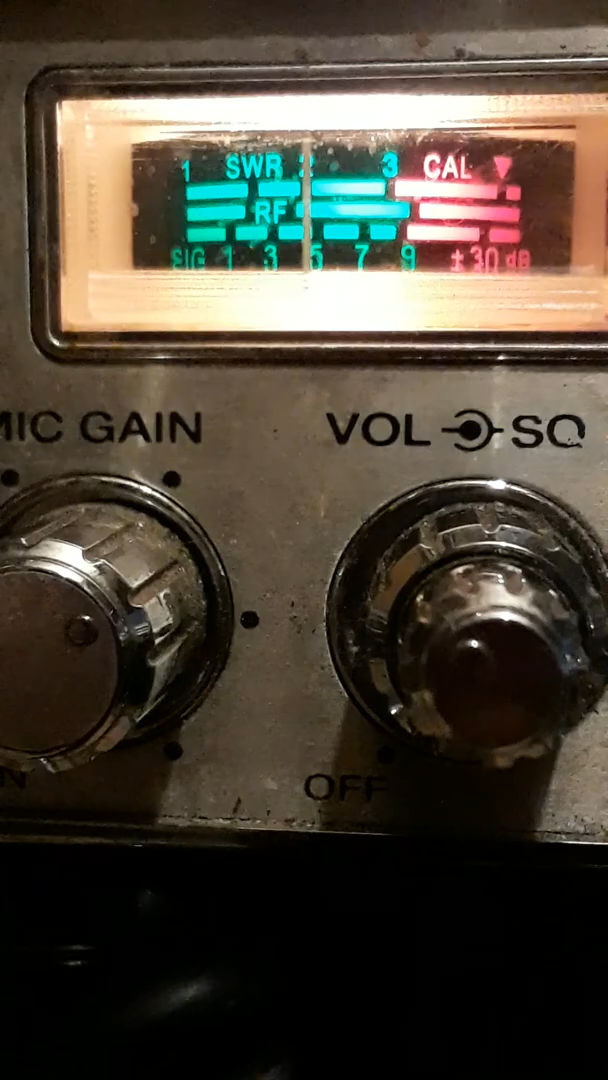 1 SWR 2 3 CAL
RF
SIG 1 3 5 7 9 ±30 dB
MIC GAIN VOL SQ
OFF